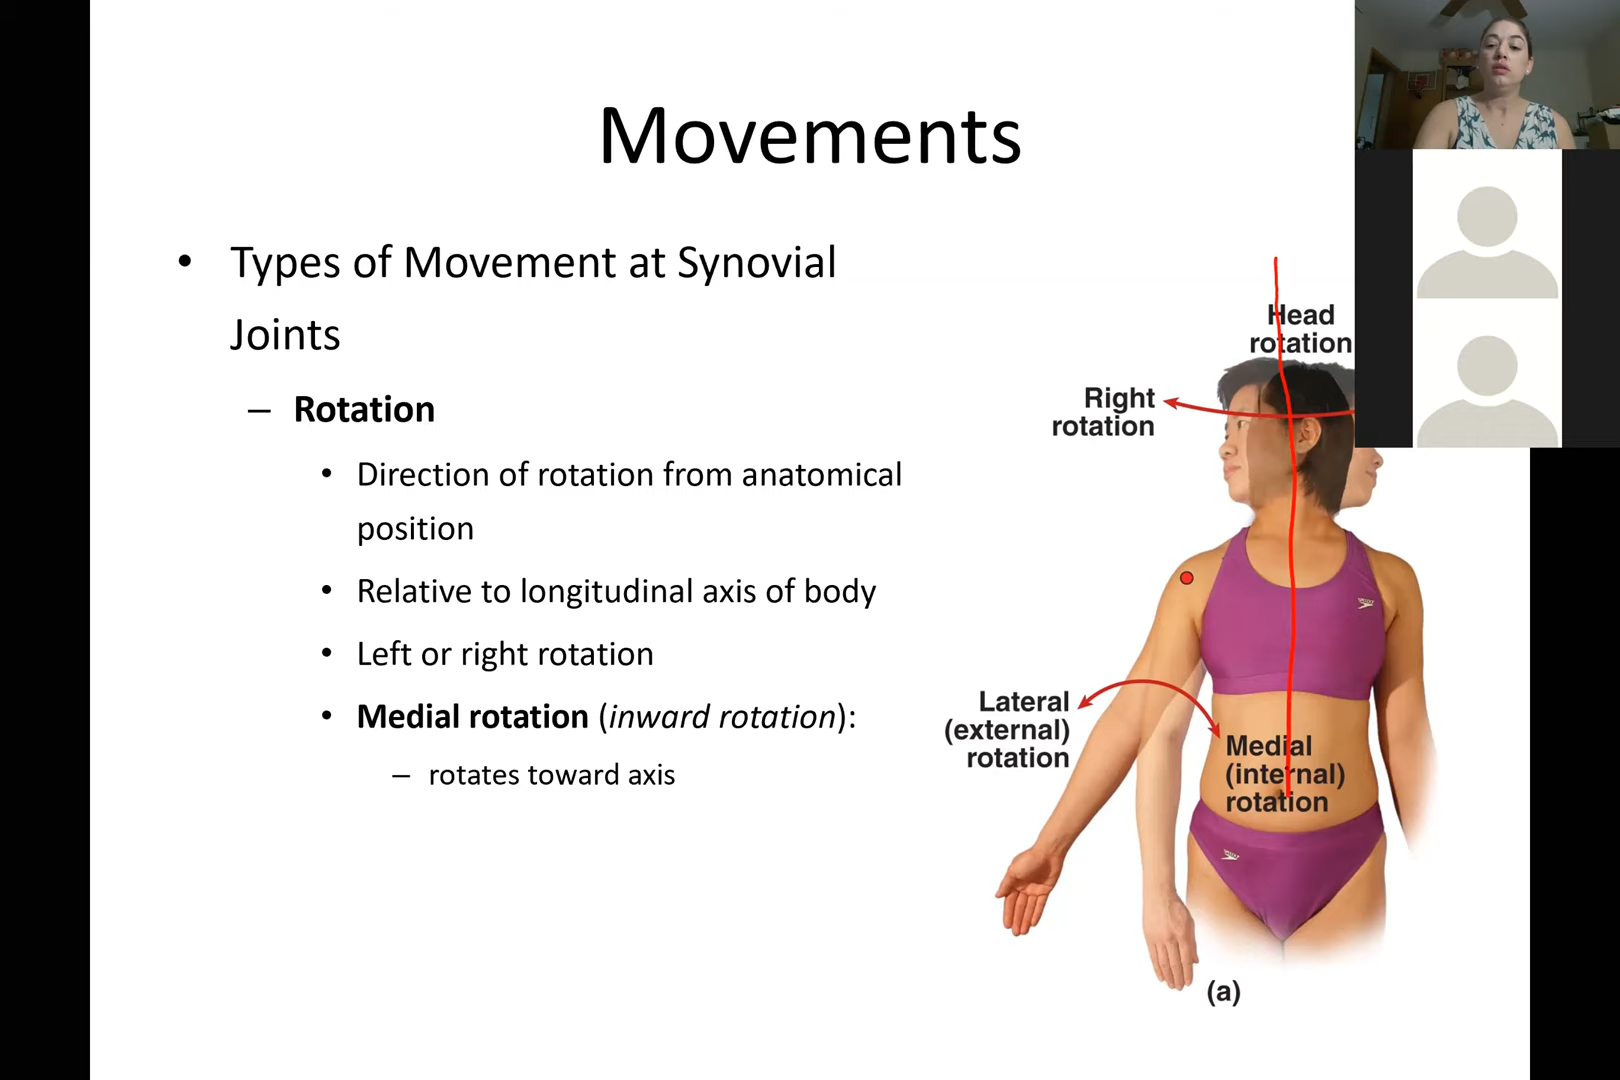 Movements
• Types of Movement at Synovial
Joints
– Rotation
• Direction of rotation from anatomical
position
• Relative to longitudinal axis of body
• Left or right rotation
• Medial rotation (inward rotation):
– rotates toward axis
Head
rotation
Right
rotation
Lateral
(external)
rotation
Medial
(internal)
rotation
(a)